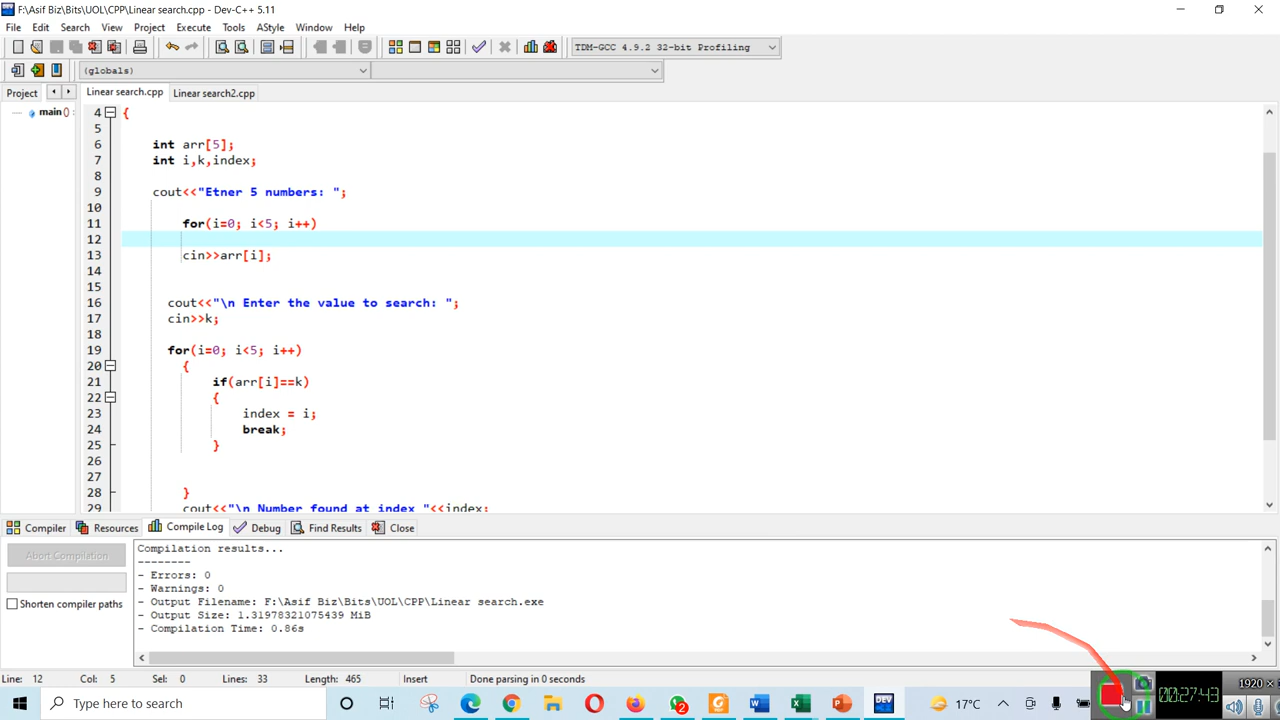 F:\Asif Biz\Bits\UOL\CPP\Linear search.cpp - Dev-C++ 5.11
File Edit Search View Project Execute Tools AStyle Window Help
TDM-GCC 4.9.2 32-bit Profiling
(globals)
Project Linear search.cpp Linear search2.cpp
main()
4 {
5
6 int arr[5];
7 int i,k,index;
8
9 cout<<"Etner 5 numbers: ";
10
11 for(i=0; i<5; i++)
12
13 cin>>arr[i];
14
15
16 cout<<"\n Enter the value to search: ";
17 cin>>k;
18
19 for(i=0; i<5; i++)
20 {
21 if(arr[i]==k)
22 {
23 index = i;
24 break;
25 }
26
27
28 }
29 cout<<"\n Number found at index "<<index;
Compiler Resources Compile Log Debug Find Results Close
Abort Compilation
Shorten compiler paths
Compilation results...
--------
- Errors: 0
- Warnings: 0
- Output Filename: F:\Asif Biz\Bits\UOL\CPP\Linear search.exe
- Output Size: 1.31978321075439 MiB
- Compilation Time: 0.86s
Line: 12 Col: 5 Sel: 0 Lines: 33 Length: 465 Insert Done parsing in 0 seconds
Type here to search
2
DEV
17°C
00:27:43
1920 ×